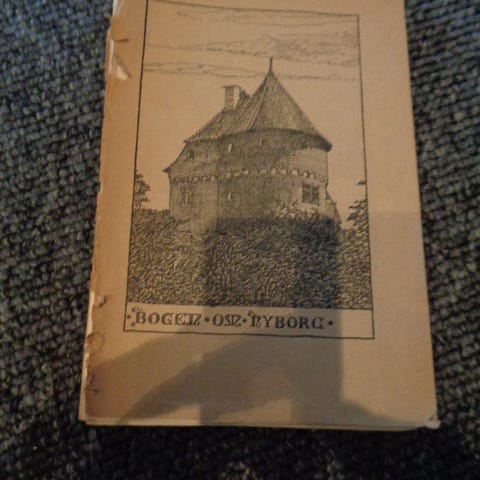 · BOGEN · OM · NYBORG ·